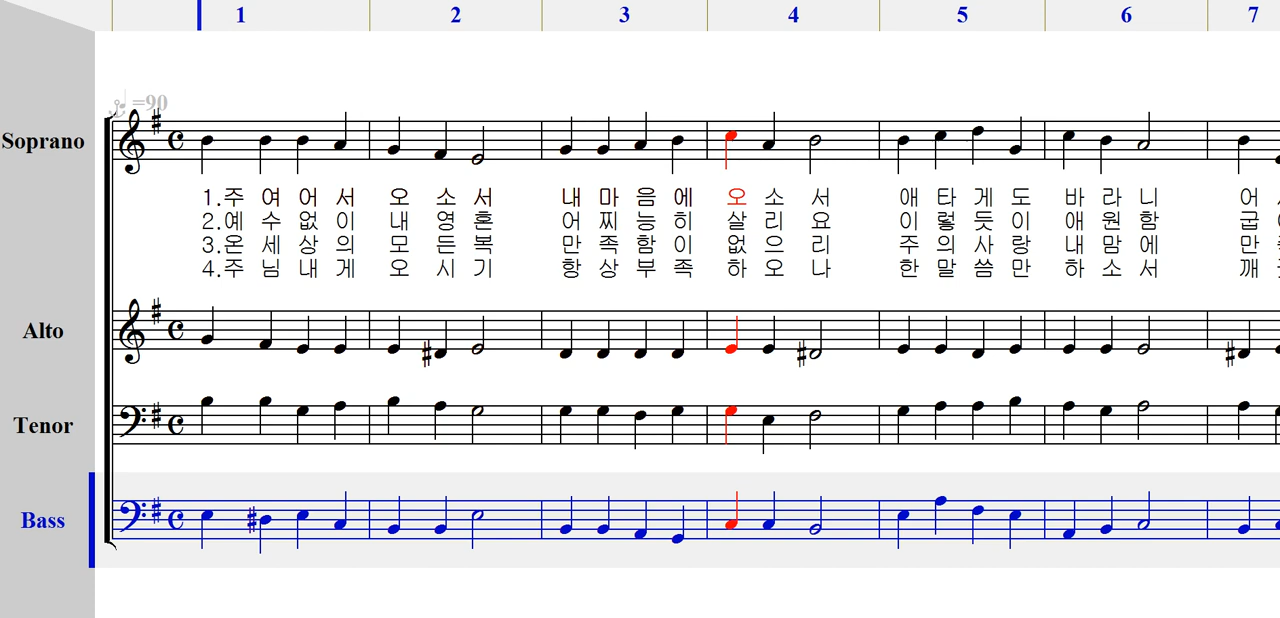 1 2 3 4 5 6 7
=90
Soprano
1.주 여 어 서 오 소 서 내 마 음 에 오 소 서 애 타 게 도 바 라 니 어
2.예 수 없 이 내 영 혼 어 찌 능 히 살 리 요 이 렇 듯 이 애 원 함 굽
3.온 세 상 의 모 든 복 만 족 함 이 없 으 리 주 의 사 랑 내 맘 에 만
4.주 님 내 게 오 시 기 항 상 부 족 하 오 나 한 말 씀 만 하 소 서 깨
Alto
Tenor
Bass